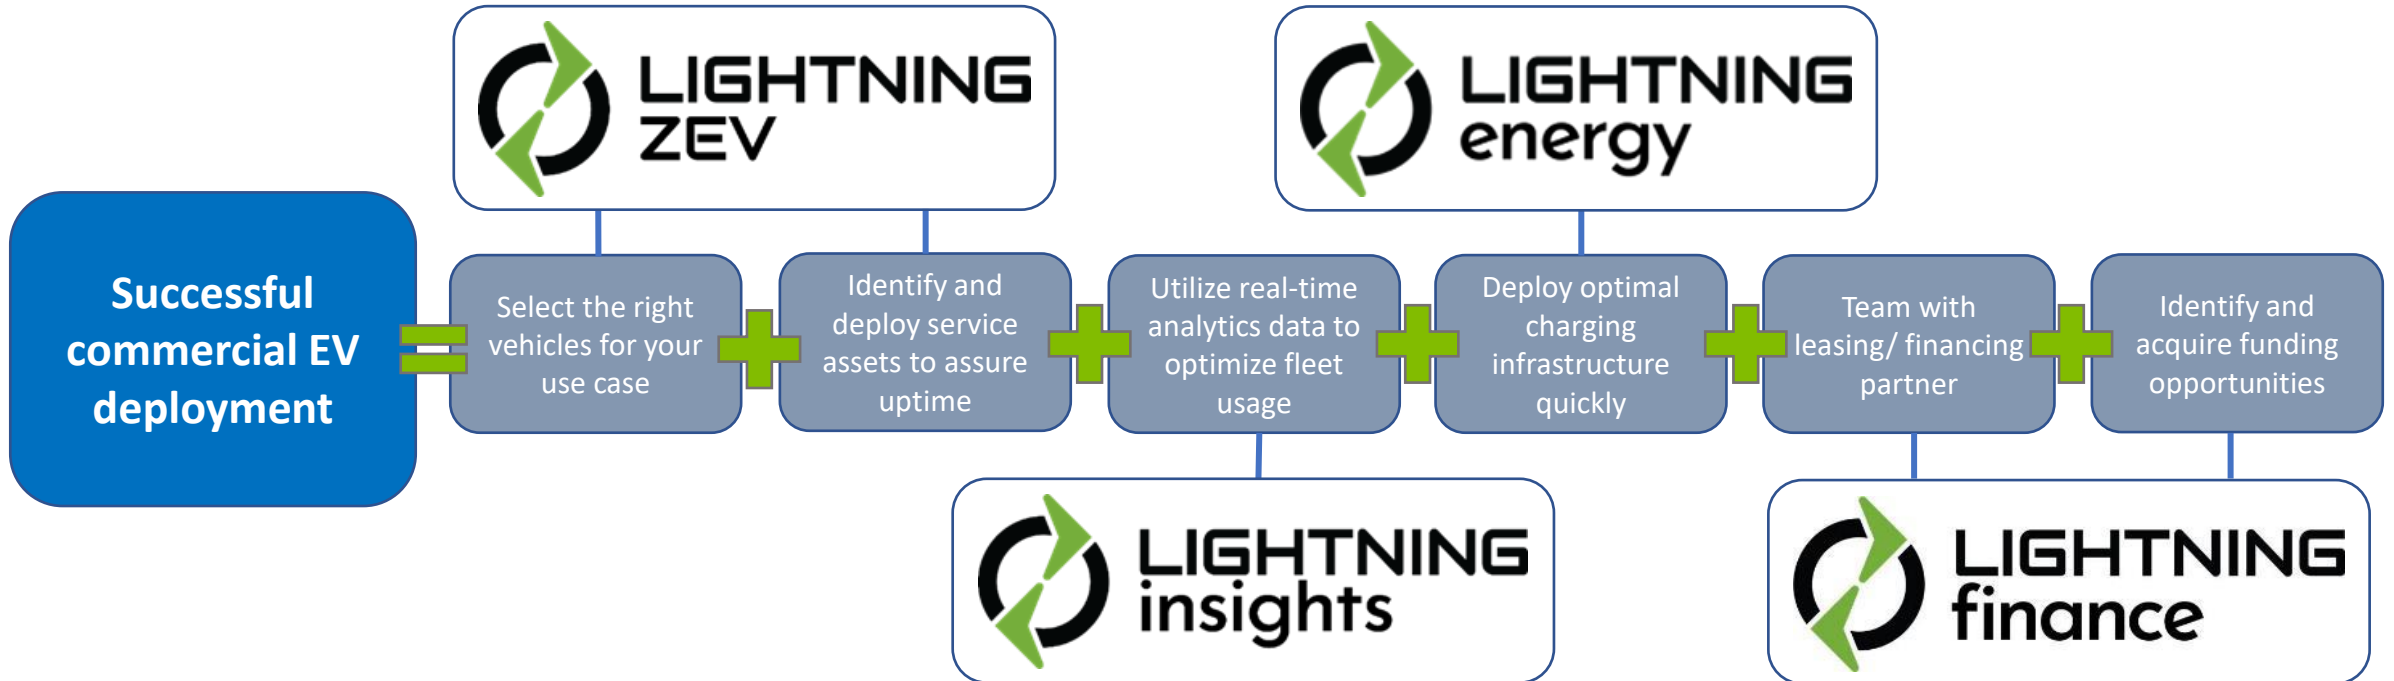 LIGHTNING
ZEV
LIGHTNING
energy
Successful
commercial EV
deployment
Select the right
vehicles for your
use case
Identify and
deploy service
assets to assure
uptime
Utilize real-time
analytics data to
optimize fleet
usage
Deploy optimal
charging
infrastructure
quickly
Team with
leasing/ financing
partner
Identify and
acquire funding
opportunities
LIGHTNING
insights
LIGHTNING
finance